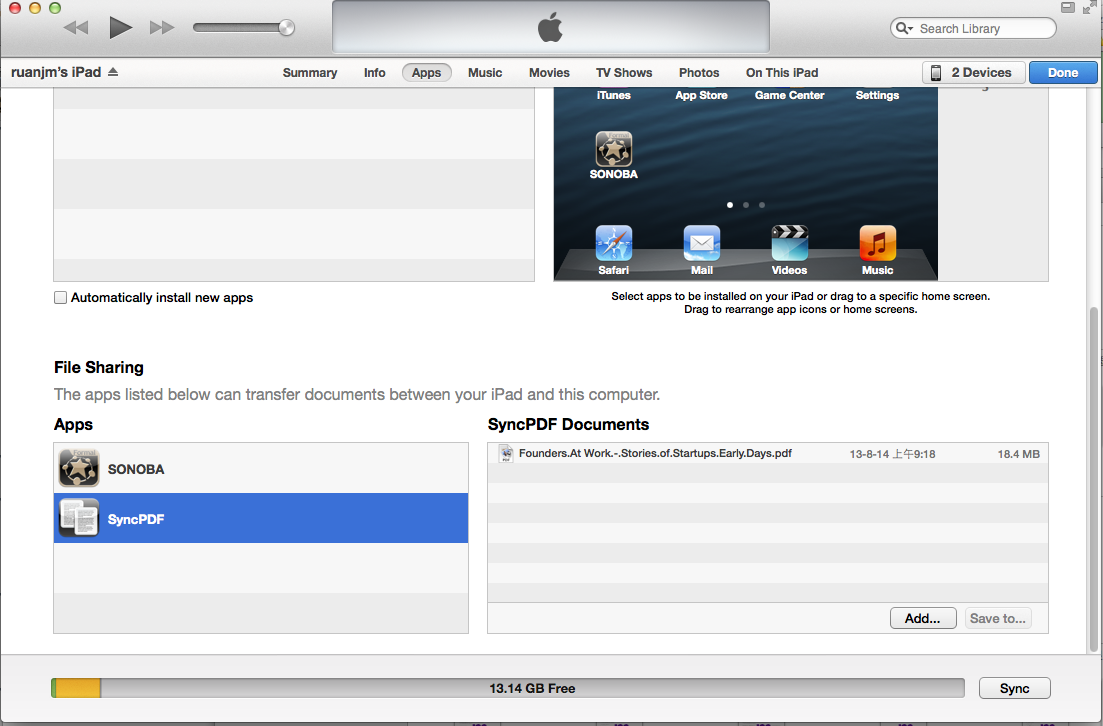 Search Library
ruanjm's iPad
Summary Info Apps Music Movies TV Shows Photos On This iPad
2 Devices
Done
iTunes App Store Game Center Settings
Formal
SONOBA
Safari Mail Videos Music
Automatically install new apps
Select apps to be installed on your iPad or drag to a specific home screen.
Drag to rearrange app icons or home screens.
File Sharing
The apps listed below can transfer documents between your iPad and this computer.
Apps
Formal
SONOBA
SyncPDF
SyncPDF Documents
Founders.At Work.-.Stories.of.Startups.Early.Days.pdf 13-8-14 上午9:18 18.4 MB
Add... Save to...
13.14 GB Free
Sync